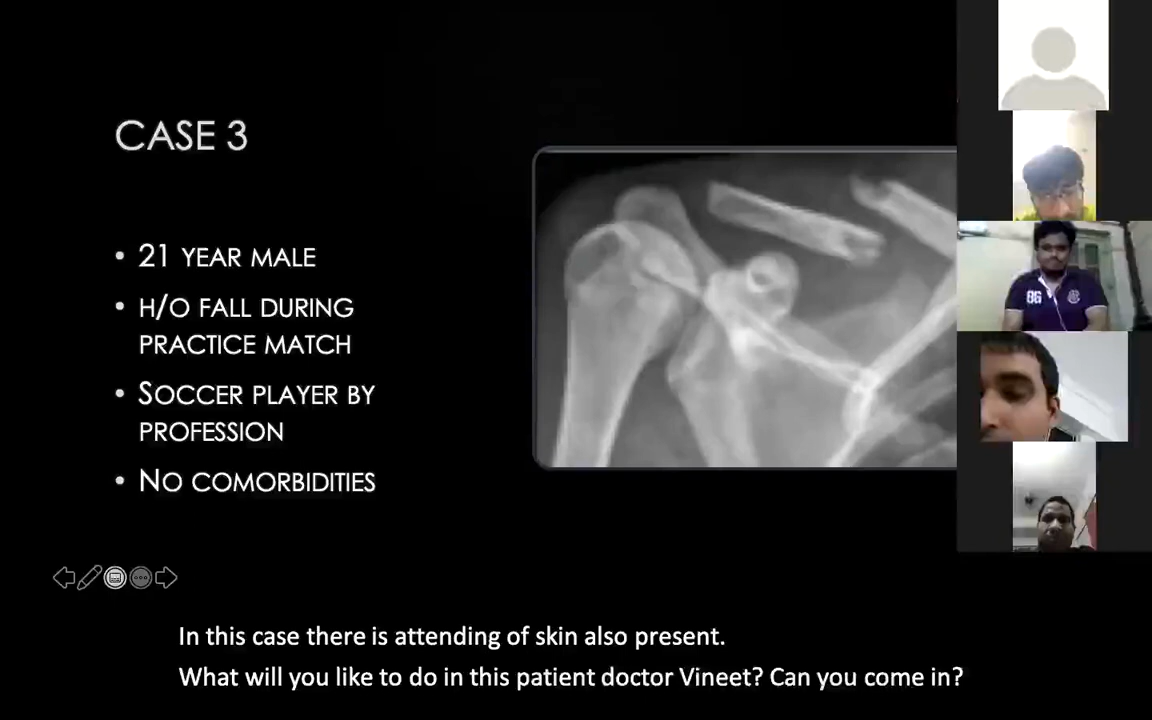 CASE 3
• 21 YEAR MALE
• H/O FALL DURING
PRACTICE MATCH
• SOCCER PLAYER BY
PROFESSION
• NO COMORBIDITIES
86
In this case there is attending of skin also present.
What will you like to do in this patient doctor Vineet? Can you come in?